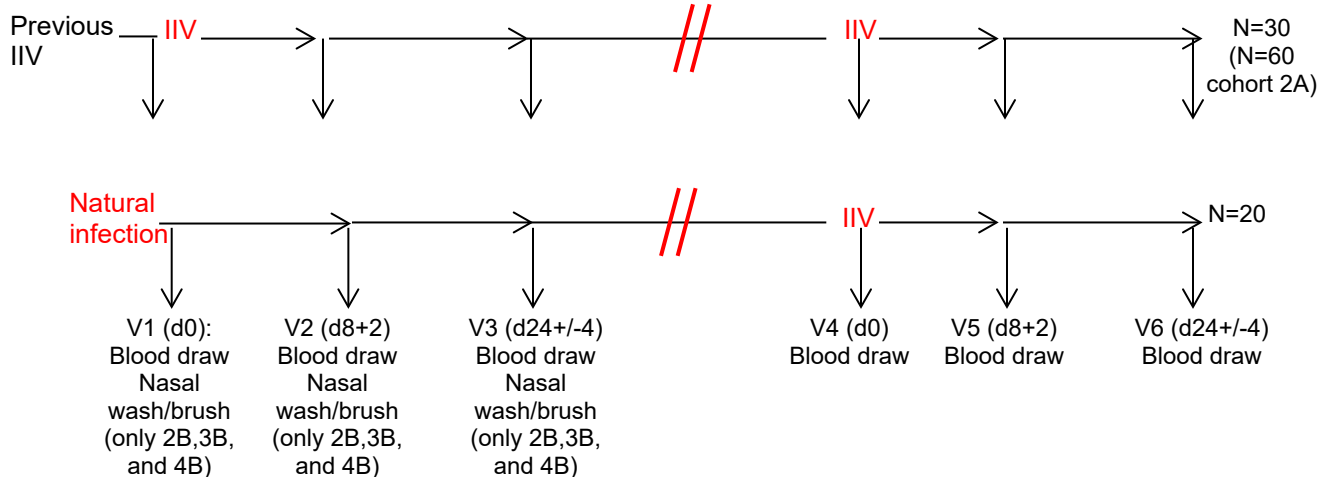 Previous
IIV
IIV
IIV
N=30
(N=60
cohort 2A)
Natural
infection
IIV
N=20
V1 (d0):
Blood draw
Nasal
wash/brush
(only 2B,3B,
and 4B)
V2 (d8+2)
Blood draw
Nasal
wash/brush
(only 2B,3B,
and 4B)
V3 (d24+/-4)
Blood draw
Nasal
wash/brush
(only 2B,3B,
and 4B)
V4 (d0)
Blood draw
V5 (d8+2)
Blood draw
V6 (d24+/-4)
Blood draw